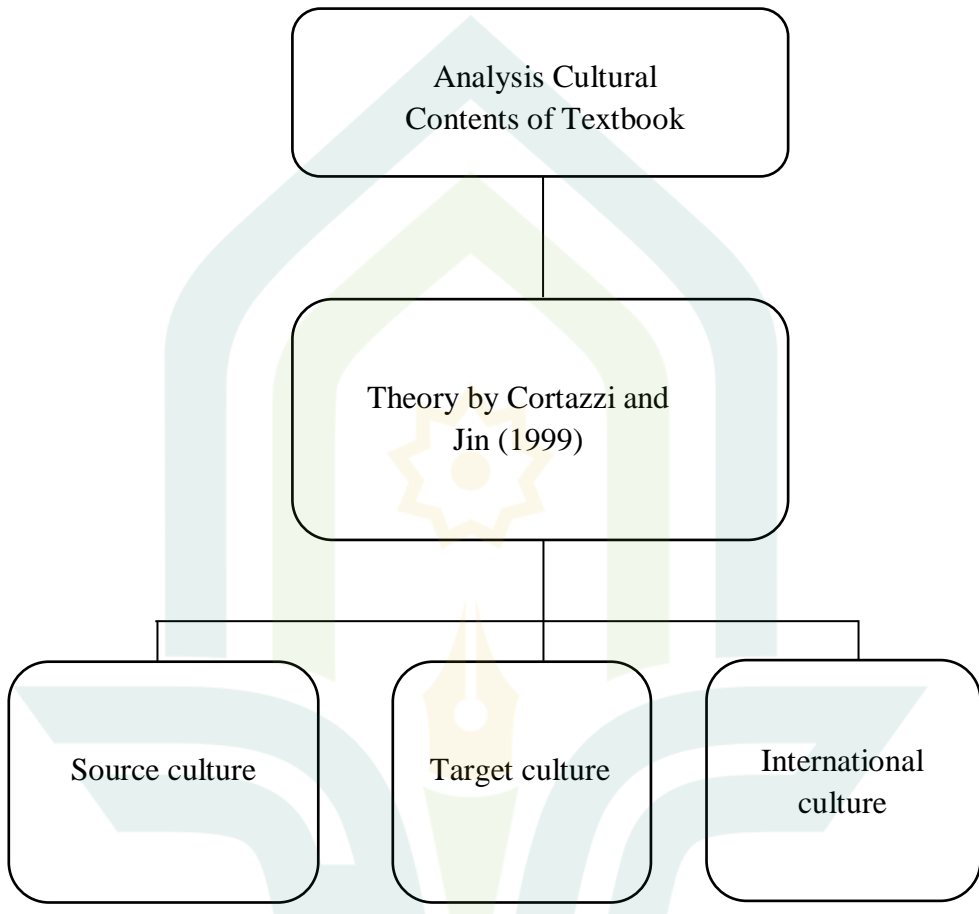 Analysis Cultural
Contents of Textbook
Theory by Cortazzi and
Jin (1999)
Source culture
Target culture
International
culture